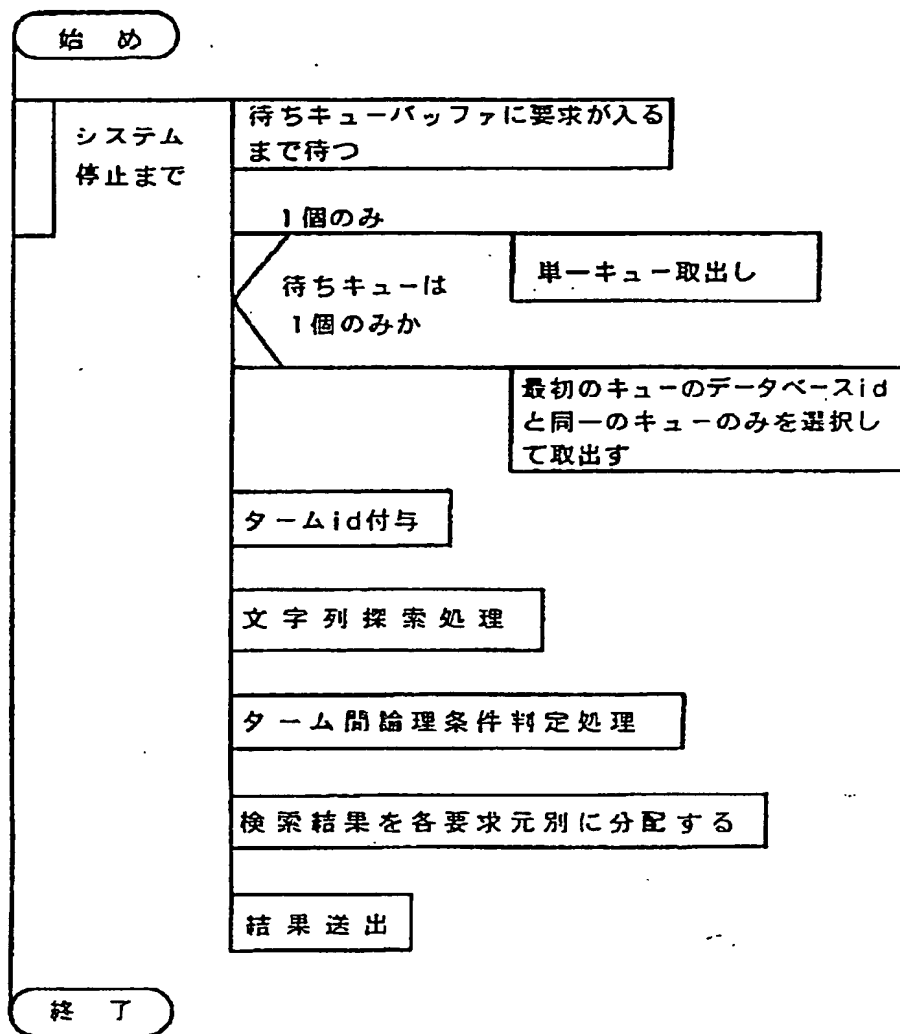 始め
システム
停止まで
待ちキューバッファに要求が入る
まで待つ
1個のみ
待ちキューは
1個のみか
単一キュー取出し
最初のキューのデータベースid
と同一のキューのみを選択し
て取出す
タームid付与
文字列探索処理
ターム間論理条件判定処理
検索結果を各要求元別に分配する
結果送出
終了